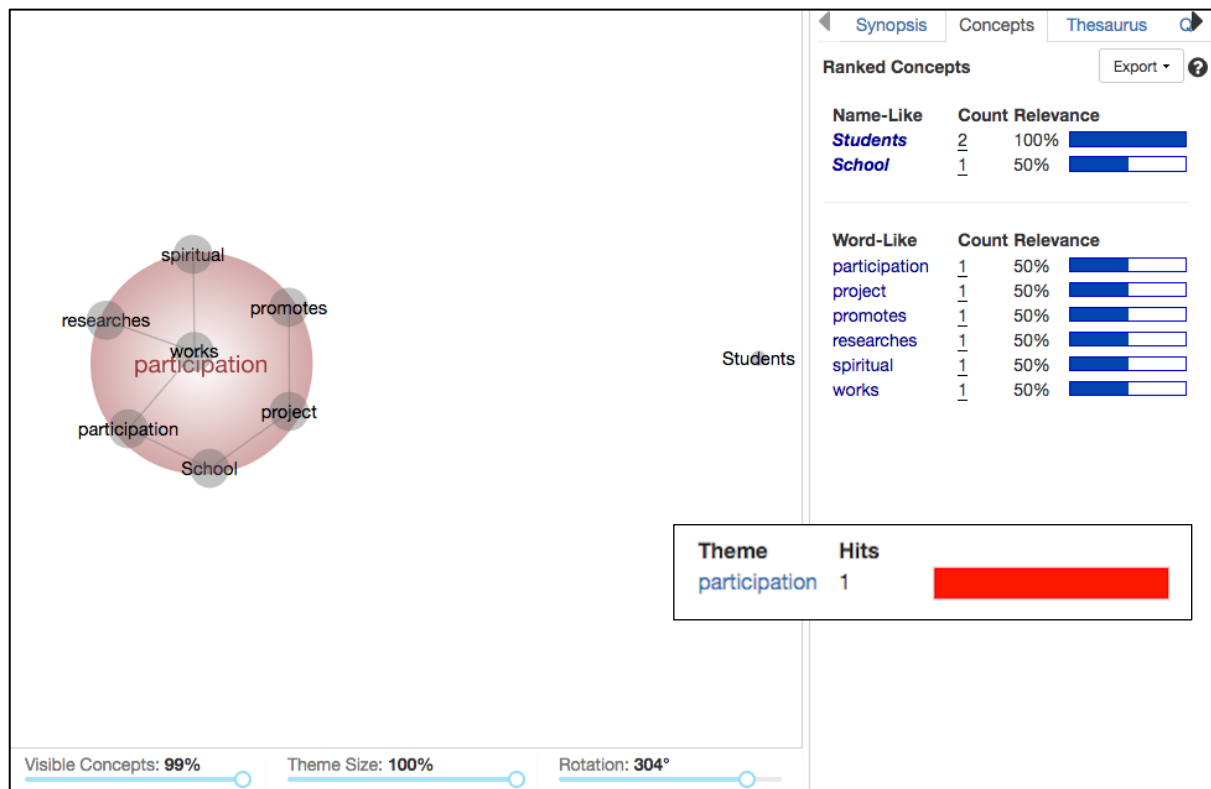 Synopsis Concepts Thesaurus Q
Ranked Concepts Export
Name-Like Count Relevance
Students 2 100%
School 1 50%
Word-Like Count Relevance
participation 1 50%
project 1 50%
promotes 1 50%
researches 1 50%
spiritual 1 50%
works 1 50%
spiritual
promotes
researches
works
participation
Students
project
participation
School
Theme Hits
participation 1
Visible Concepts: 99% Theme Size: 100% Rotation: 304°